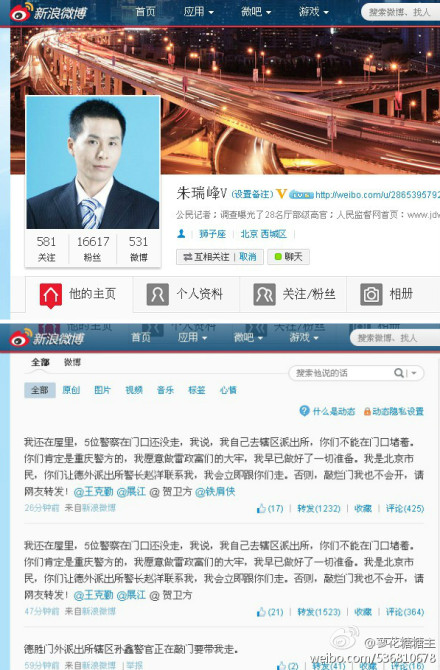 新浪微博 首页 应用 微吧 游戏 搜索微博、找人
朱瑞峰V (设置备注) http://weibo.com/u/2865395792
公民记者；调查曝光了28名厅部级高官；人民监督网首页：www.jdw
狮子座 北京 西城区
581 16617 531
关注 粉丝 微博
互相关注 | 取消 聊天
他的主页 个人资料 关注/粉丝 相册
新浪微博 首页 应用 微吧 游戏 搜索微博、找人
全部 微博
搜索他说的话
全部 原创 图片 视频 音乐 标签 心情
什么是动态 动态隐私设置
我还在屋里，5位警察在门口还没走，我说，我自己去辖区派出所，你们不能在门口堵着。
你们肯定是重庆警方的，我愿意做雷政富们的大牢，我早已做好了一切准备。我是北京市
民，你们让德外派出所警长赵洋联系我，我会立即跟你们走。否则，敲烂门我也不会开，请
网友转发！@王克勤 @展江 @ 贺卫方 @铁肩侠
26分钟前 来自新浪微博 (17) | 转发(1232) | 收藏 | 评论(425)
我还在屋里，5位警察在门口还没走，我说，我自己去辖区派出所，你们不能在门口堵着。
你们肯定是重庆警方的，我愿意做雷政富们的大牢，我早已做好了一切准备。我是北京市
民，你们让德外派出所警长赵洋联系我，我会立即跟你们走。否则，敲烂门我也不会开，请
网友转发！@王克勤 @展江 @ 贺卫方
47分钟前 来自新浪微博 (21) | 转发(1523) | 收藏 | 评论(364)
德胜门外派出所辖区孙鑫警官正在敲门要带我走。
59分钟前 来自新浪微博 | 举报 (2) | 转发(41) | 收藏 | 评论(16)
weibo.com/536810678